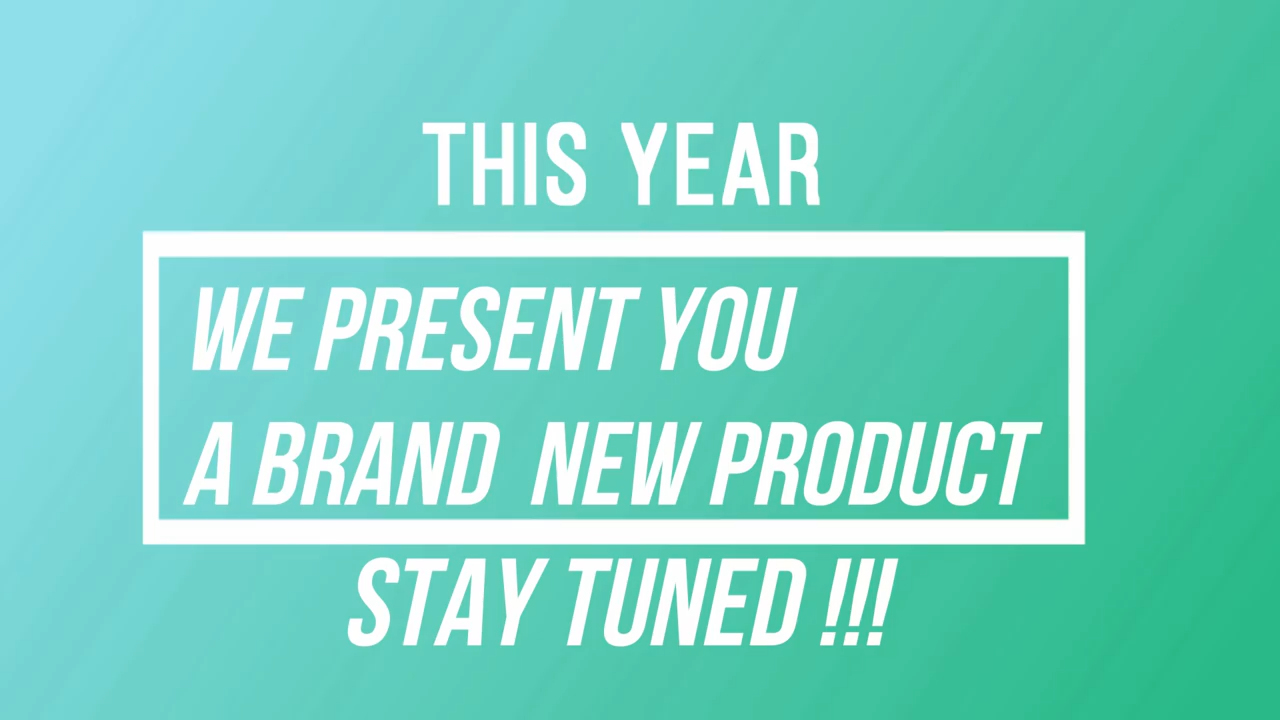 THIS YEAR
WE PRESENT YOU
A BRAND  NEW PRODUCT
STAY TUNED !!!